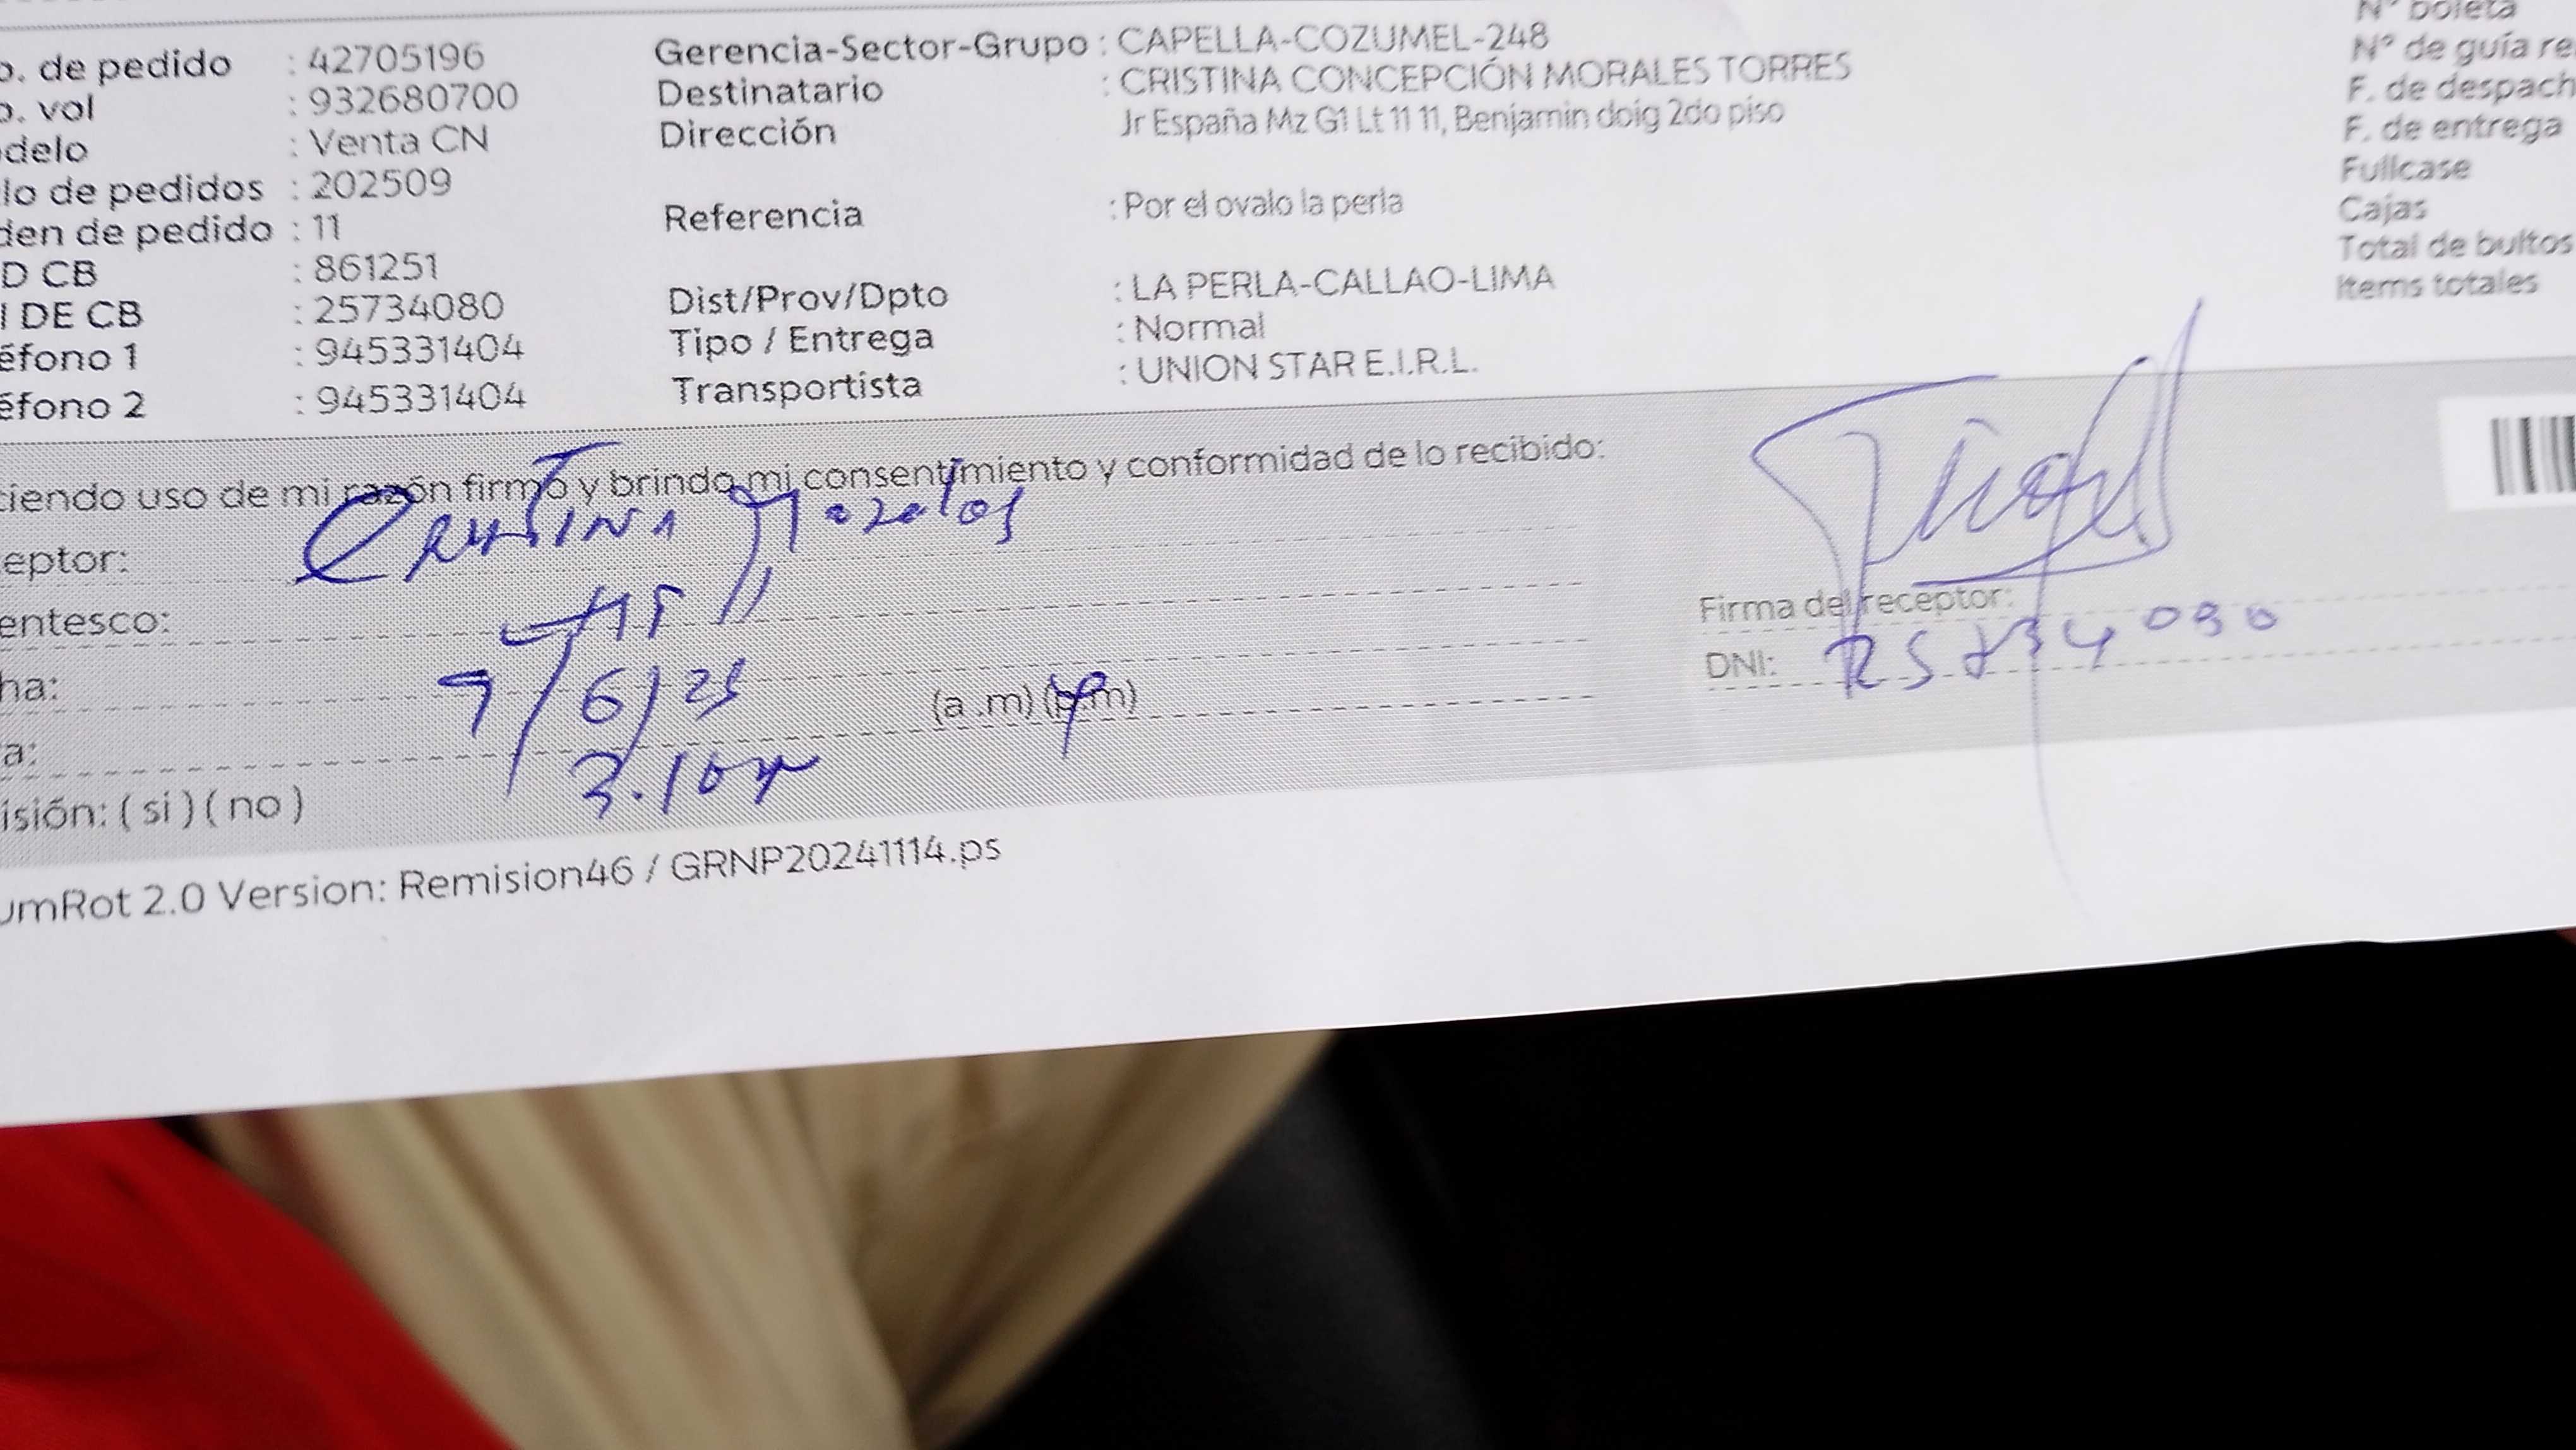 o. de pedido : 42705196
o. vol : 932680700
delo : Venta CN
lo de pedidos : 202509
den de pedido : 11
D CB : 861251
I DE CB : 25734080
éfono 1 : 945331404
éfono 2 : 945331404
Gerencia-Sector-Grupo : CAPELLA-COZUMEL-248
Destinatario : CRISTINA CONCEPCIÓN MORALES TORRES
Dirección Jr España Mz G1 Lt 11 11, Benjamin doig 2do piso
Referencia : Por el ovalo la perla
Dist/Prov/Dpto : LA PERLA-CALLAO-LIMA
Tipo / Entrega : Normal
Transportista : UNION STAR E.I.R.L.
N° boleta
N° de guía re
F. de despach
F. de entrega
Fullcase
Cajas
Total de bultos
Items totales
ciendo uso de mi razón firmo y brindo mi consentimiento y conformidad de lo recibido:
eptor: CRISTINA Morales
entesco:
ha: 9/6/25
(a .m) (p.m)
a: 3.10
isión: ( si ) ( no )
Firma del receptor:
DNI: 25734080
umRot 2.0 Version: Remision46 / GRNP20241114.ps